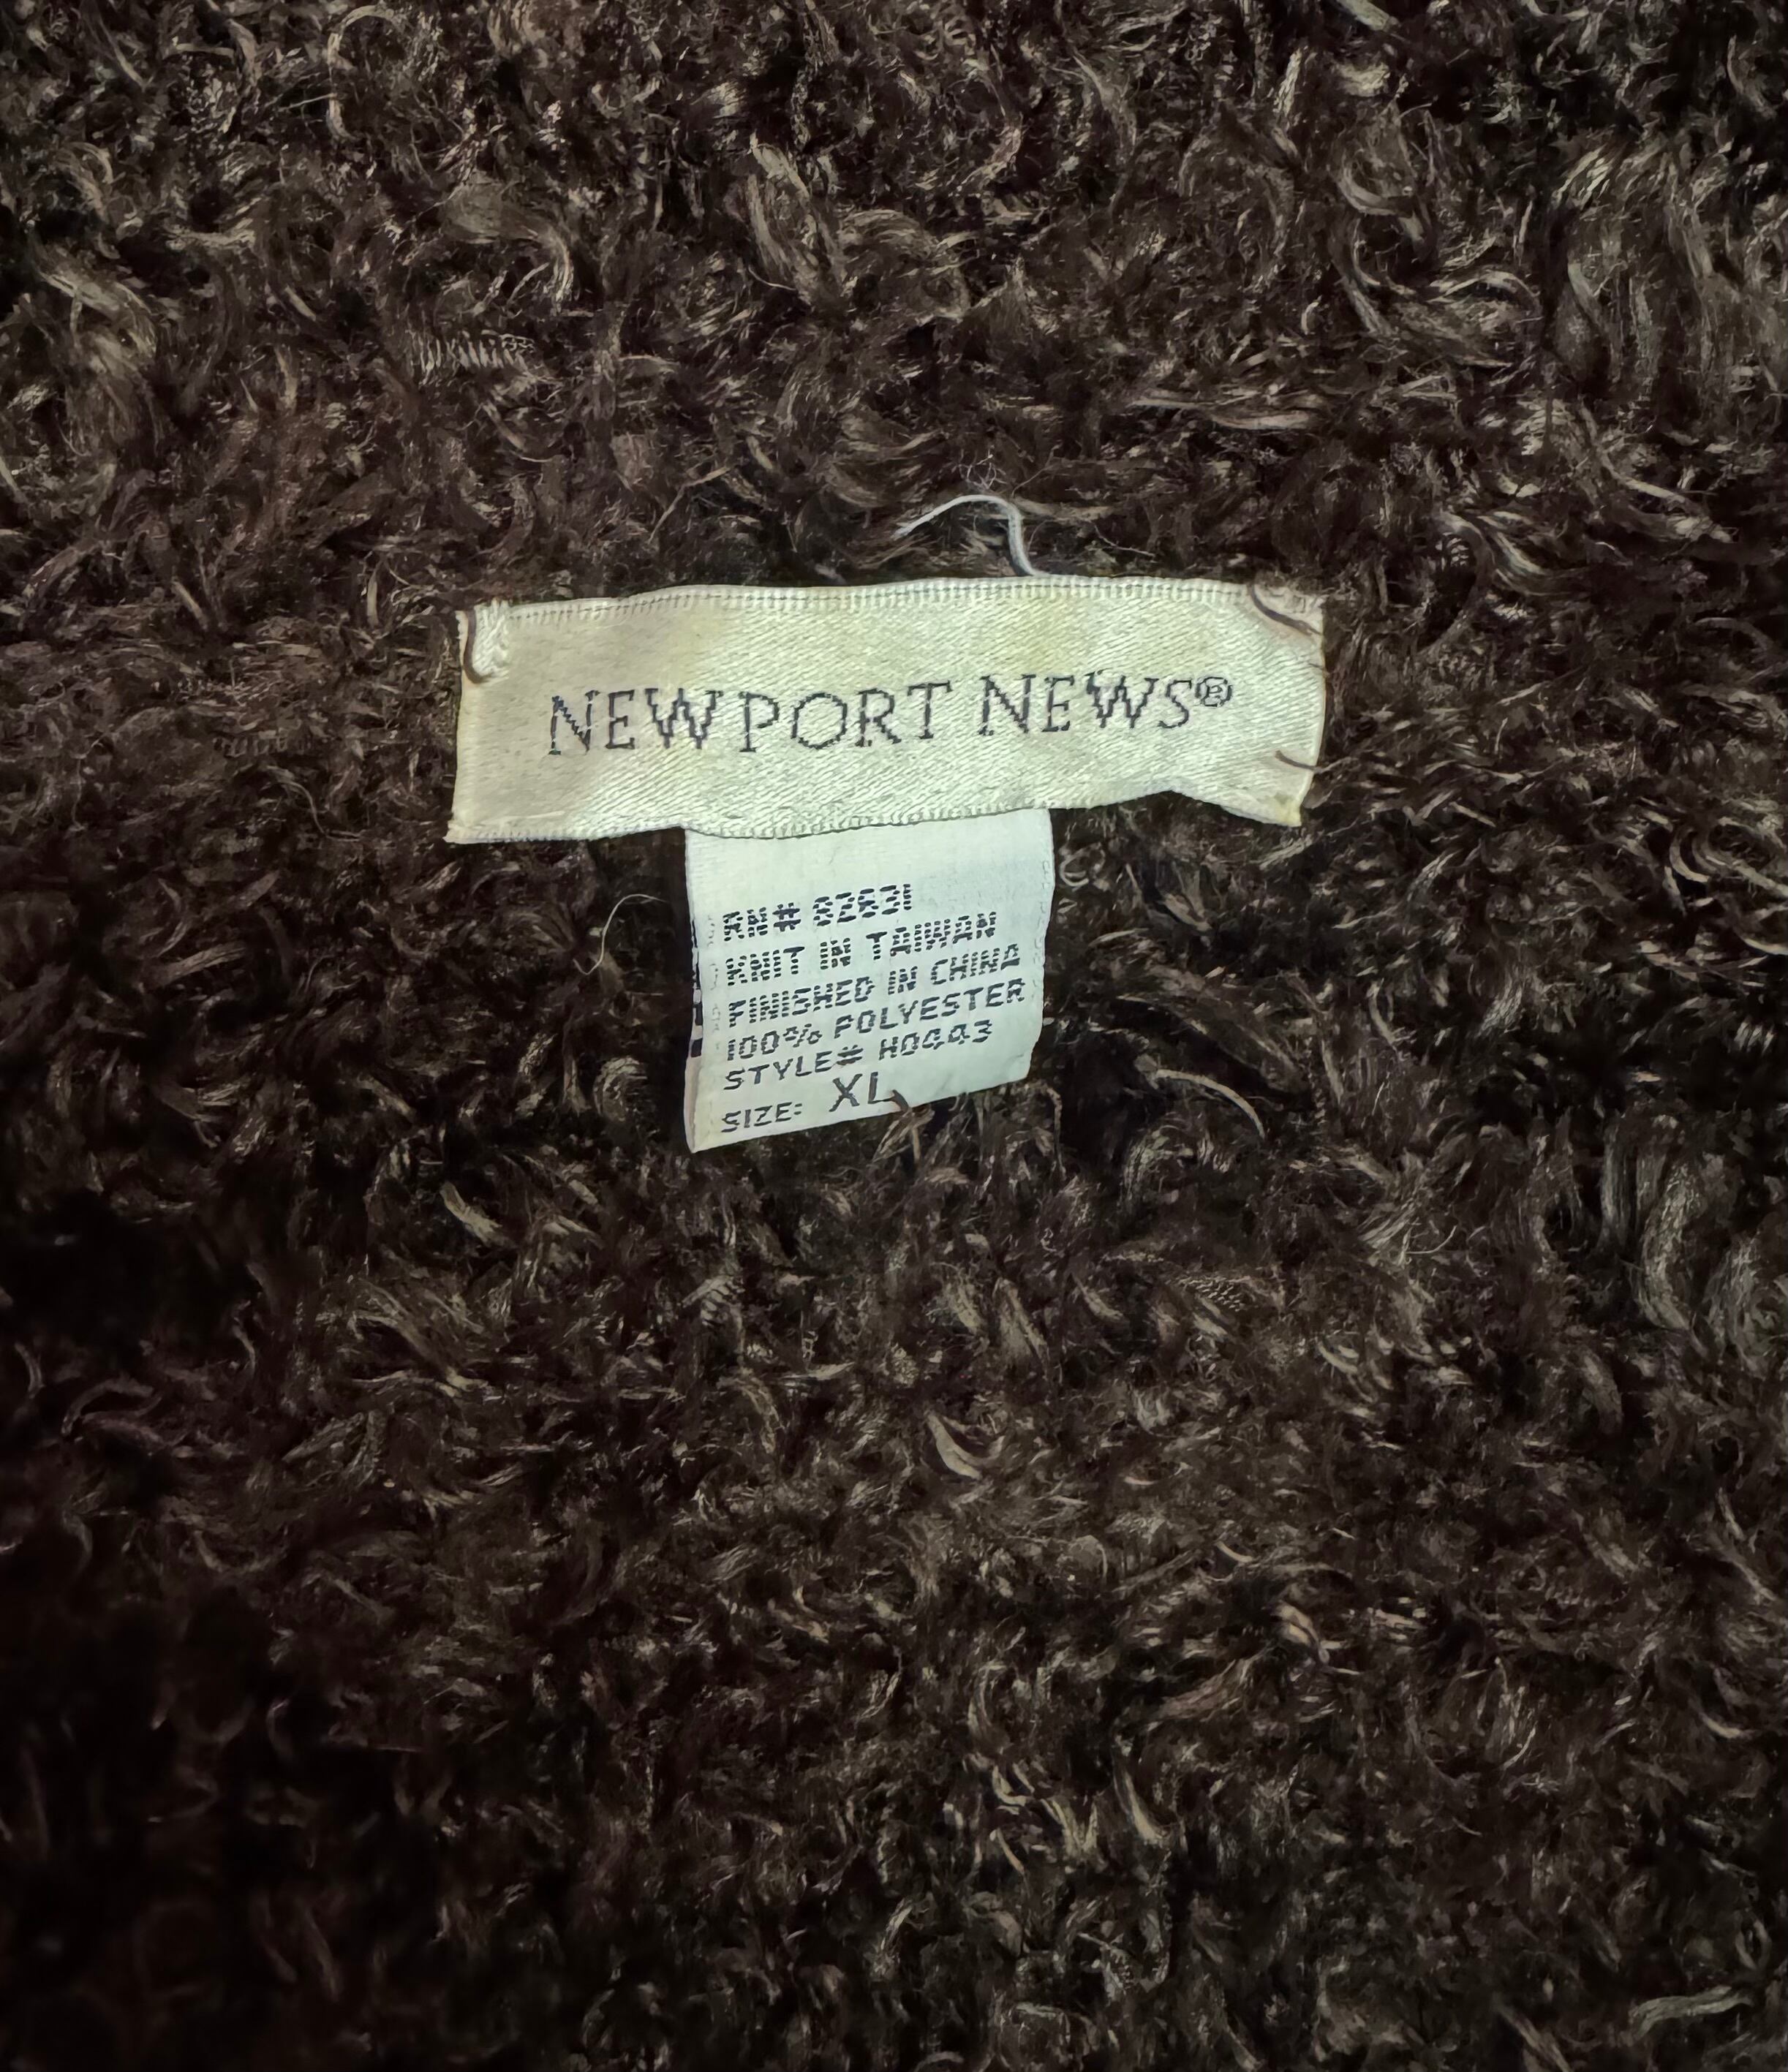 NEWPORT NEWS®
RN# 82631
KNIT IN TAIWAN
FINISHED IN CHINA
100% POLYESTER
STYLE# H0443
SIZE: XL